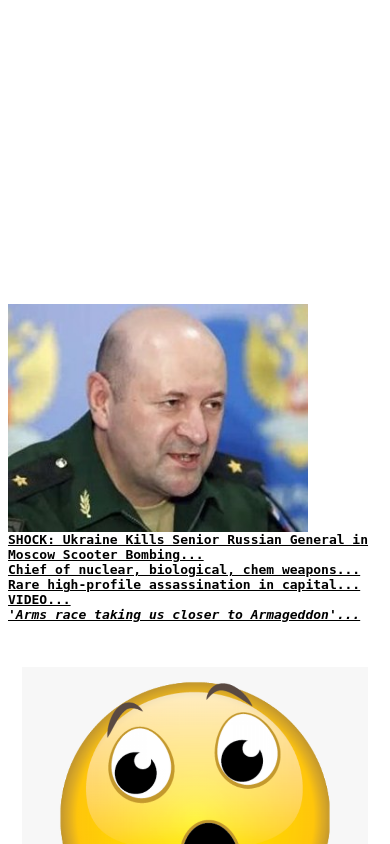 SHOCK: Ukraine Kills Senior Russian General in
Moscow Scooter Bombing...
Chief of nuclear, biological, chem weapons...
Rare high-profile assassination in capital...
VIDEO...
'Arms race taking us closer to Armageddon'...